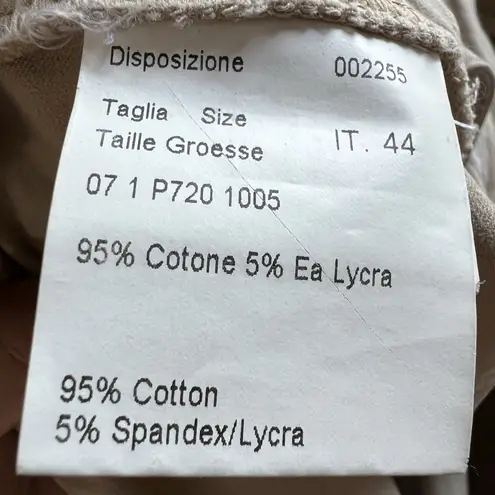 Disposizione 002255
Taglia Size
Taille Groesse IT. 44
07 1 P720 1005
95% Cotone 5% Ea Lycra
95% Cotton
5% Spandex/Lycra